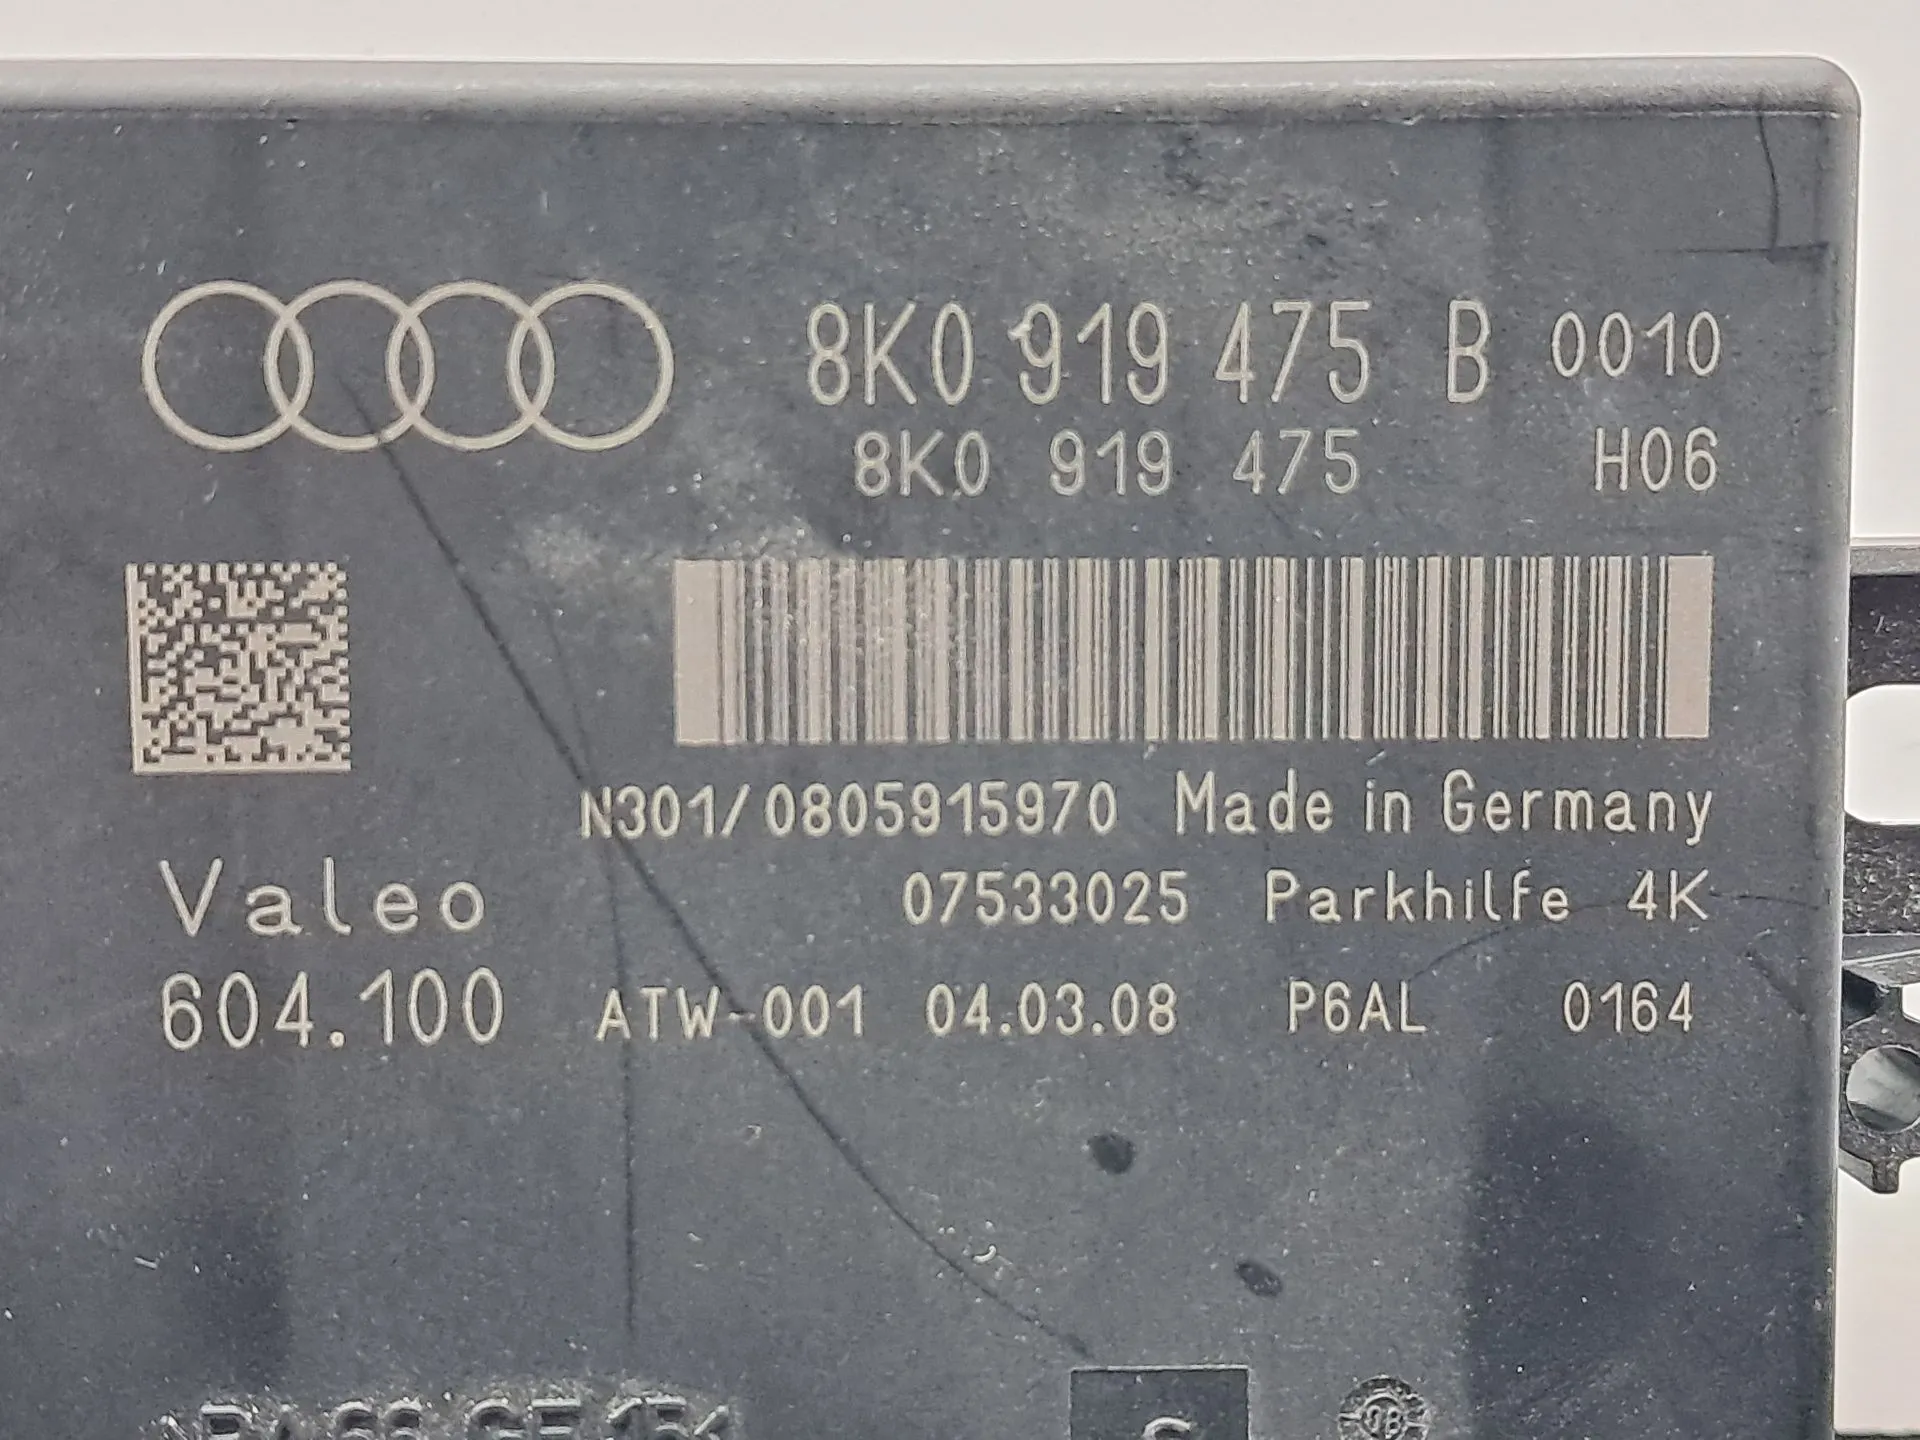 8K0 919 475 B 0010
8K0 919 475 H06
N301/0805915970 Made in Germany
Valeo 07533025 Parkhilfe 4K
604.100 ATW-001 04.03.08 P6AL 0164
08